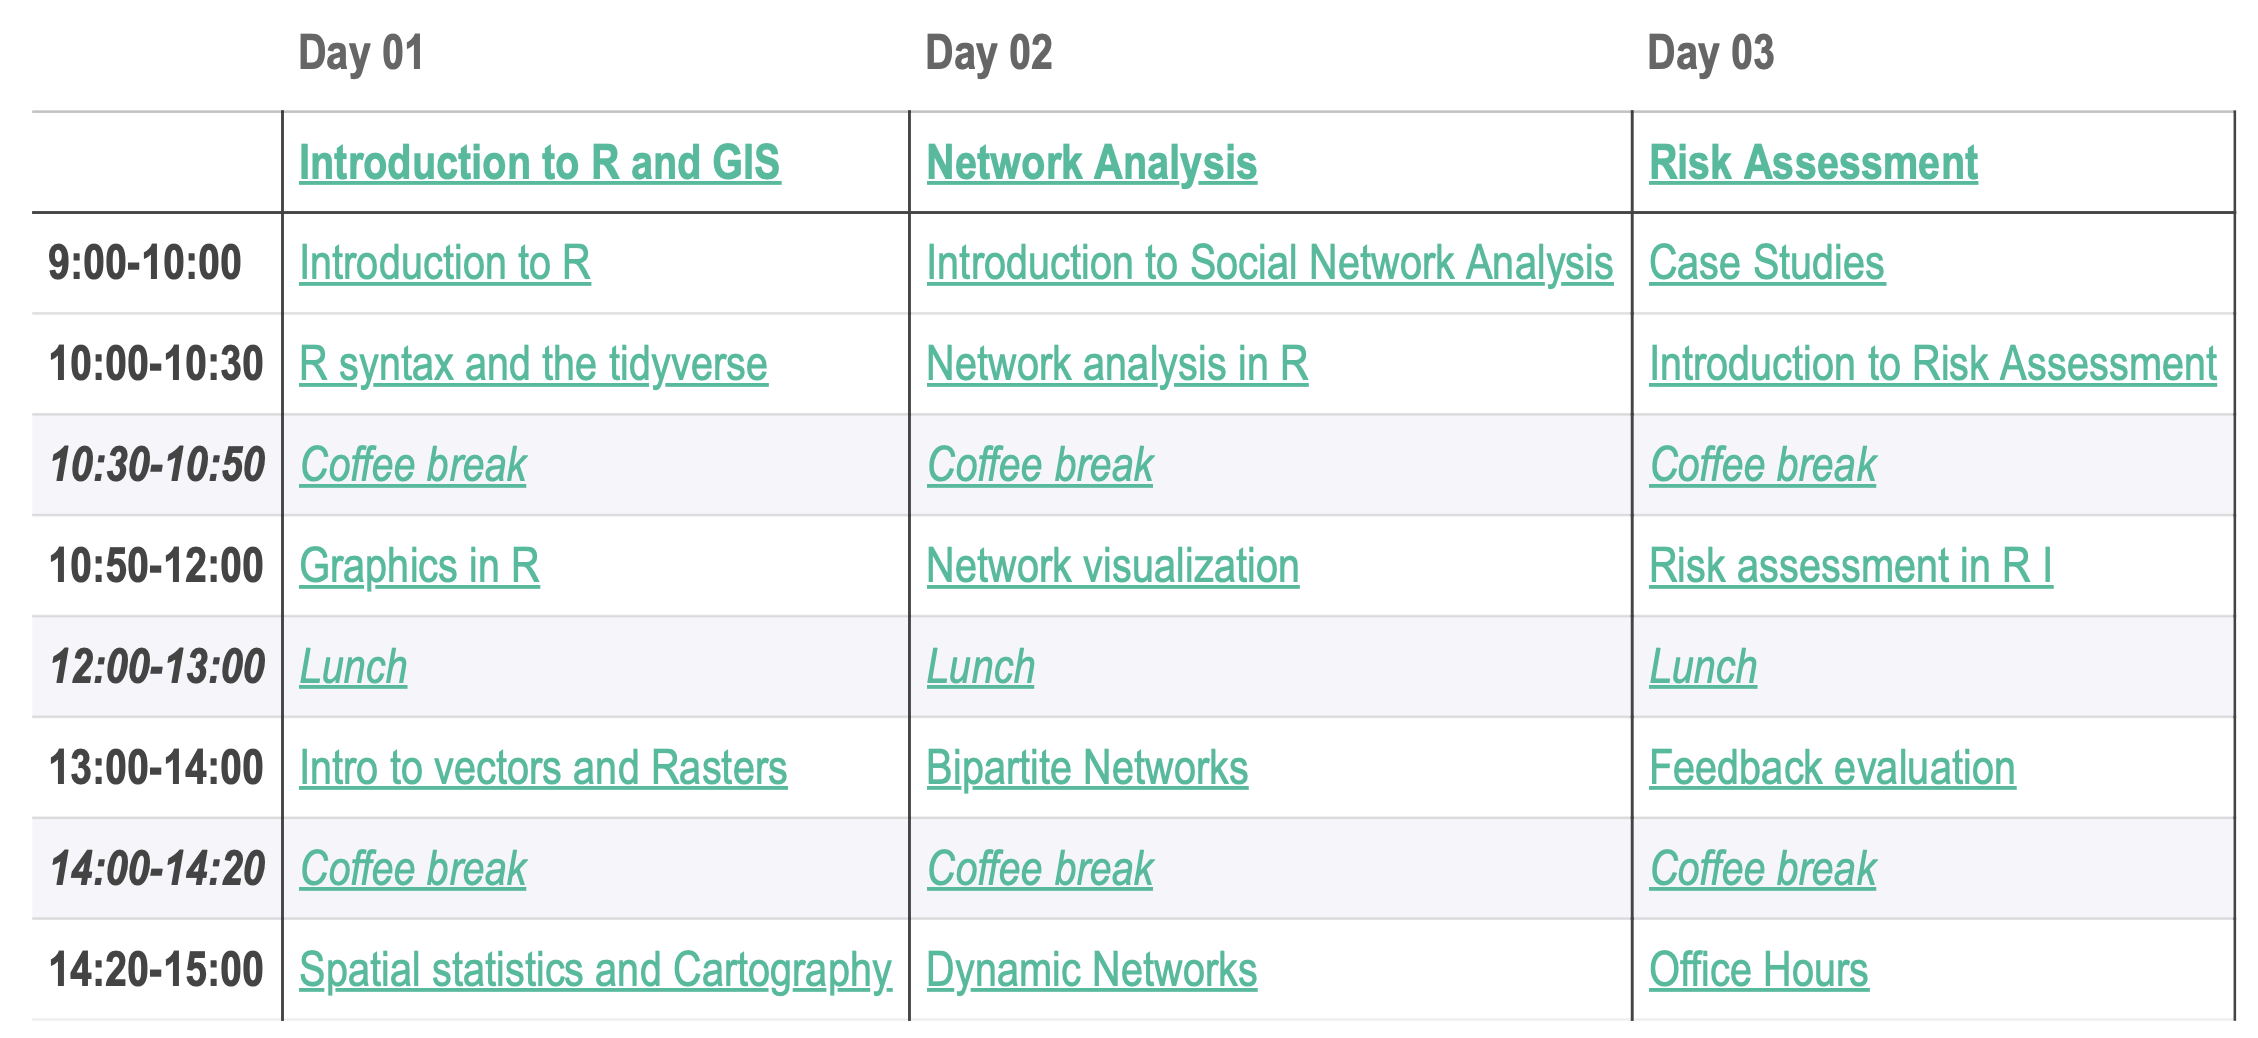 Day 01 Day 02 Day 03
Introduction to R and GIS Network Analysis Risk Assessment
9:00-10:00 Introduction to R Introduction to Social Network Analysis Case Studies
10:00-10:30 R syntax and the tidyverse Network analysis in R Introduction to Risk Assessment
10:30-10:50 Coffee break Coffee break Coffee break
10:50-12:00 Graphics in R Network visualization Risk assessment in R I
12:00-13:00 Lunch Lunch Lunch
13:00-14:00 Intro to vectors and Rasters Bipartite Networks Feedback evaluation
14:00-14:20 Coffee break Coffee break Coffee break
14:20-15:00 Spatial statistics and Cartography Dynamic Networks Office Hours